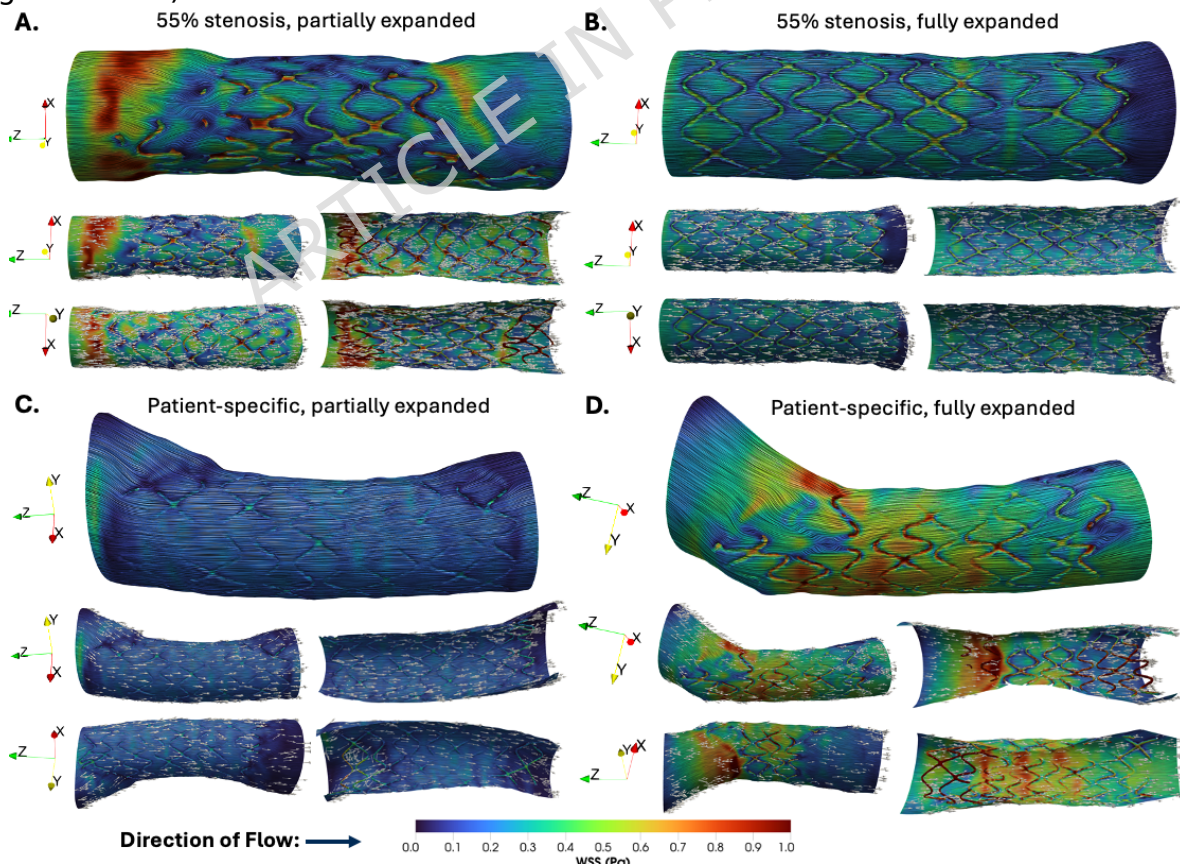 A.
55% stenosis, partially expanded
B.
55% stenosis, fully expanded
X
Z
Y
X
Z
Y
X
Z
Y
X
Z
Y
Z
Y
X
Z
Y
X
ARTICLE IN
C.
Patient-specific, partially expanded
D.
Patient-specific, fully expanded
Y
Z
X
Z
X
Y
Y
Z
X
Z
X
Y
X
Z
Y
Y
X
Z
Direction of Flow:
0.0 0.1 0.2 0.3 0.4 0.5 0.6 0.7 0.8 0.9 1.0
WSS (Pa)